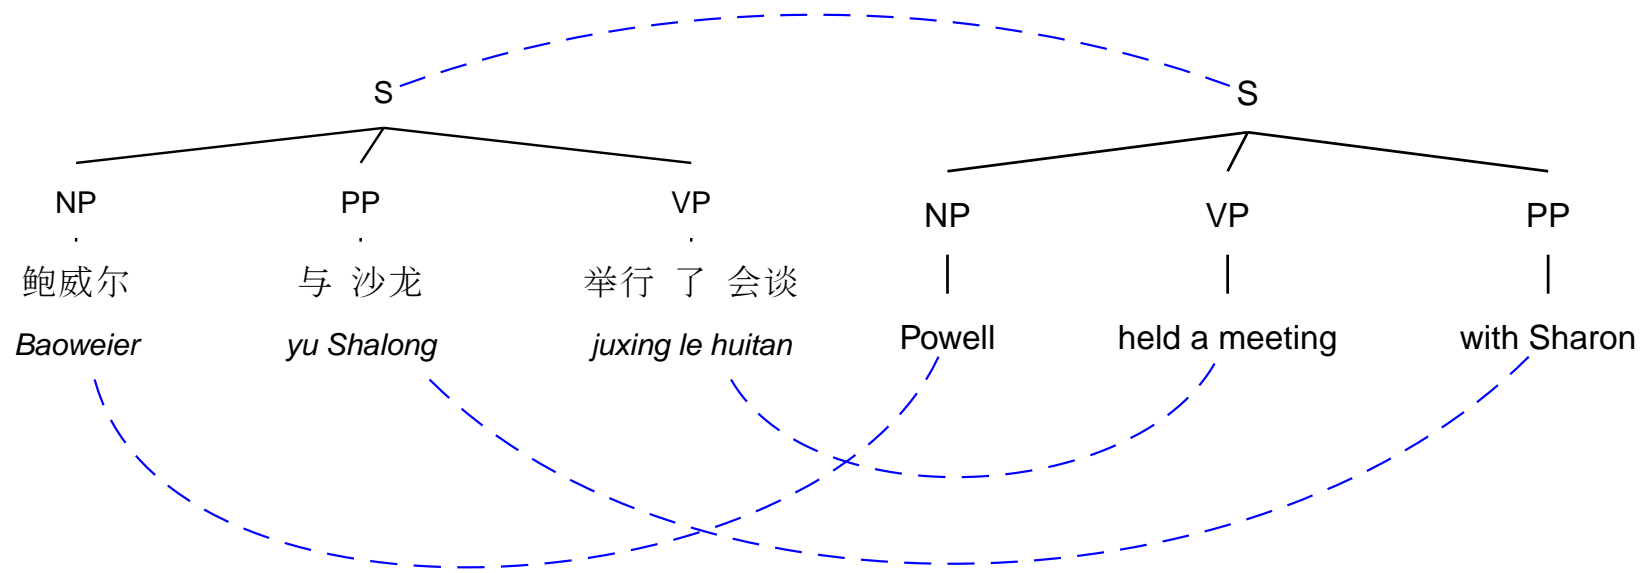 S S
NP PP VP NP VP PP
鲍威尔 与 沙龙 举行 了 会谈
Baoweier yu Shalong juxing le huitan Powell held a meeting with Sharon